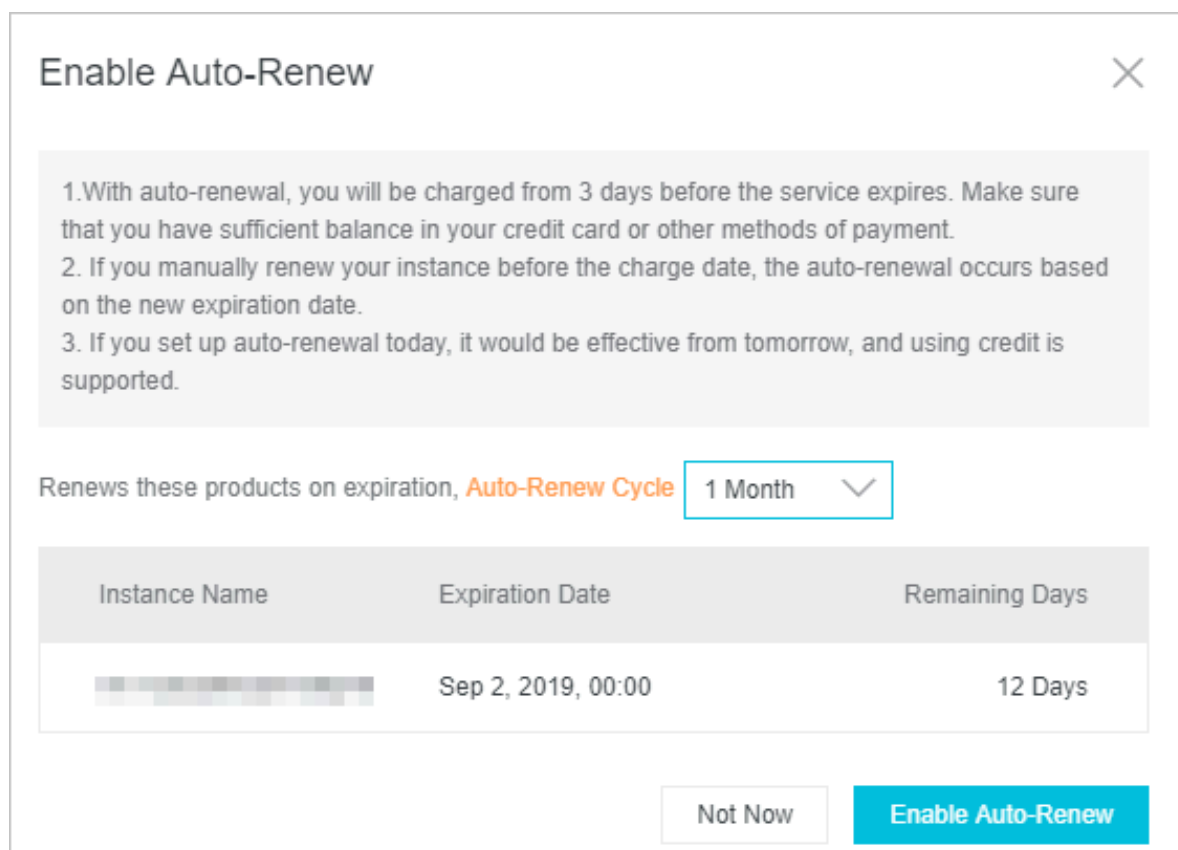 Enable Auto-Renew
1.With auto-renewal, you will be charged from 3 days before the service expires. Make sure
that you have sufficient balance in your credit card or other methods of payment.
2. If you manually renew your instance before the charge date, the auto-renewal occurs based
on the new expiration date.
3. If you set up auto-renewal today, it would be effective from tomorrow, and using credit is
supported.
Renews these products on expiration, Auto-Renew Cycle 1 Month
Instance Name Expiration Date Remaining Days
Sep 2, 2019, 00:00 12 Days
Not Now Enable Auto-Renew